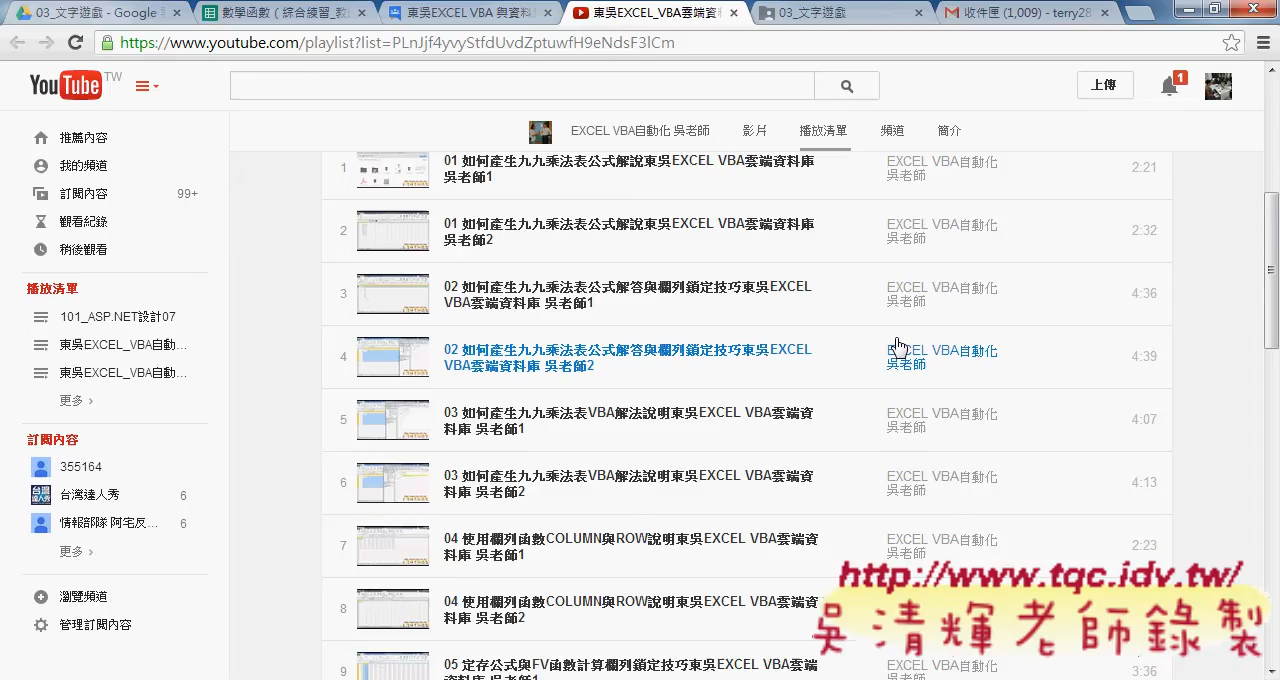 03_文字遊戲 - Google
數學函數（綜合練習_教
東吳EXCEL VBA 與資料
東吳EXCEL_VBA雲端資
03_文字遊戲
收件匣 (1,009) - terry28
https://www.youtube.com/playlist?list=PLnJjf4yvyStfdUvdZptuwfH9eNdsF3lCm
YouTube TW
上傳
1
EXCEL VBA自動化 吳老師
影片
播放清單
頻道
簡介
推薦內容
我的頻道
訂閱內容 99+
觀看紀錄
稍後觀看
播放清單
101_ASP.NET設計07
東吳EXCEL_VBA自動...
東吳EXCEL_VBA自動...
更多 ›
訂閱內容
355164
台灣達人秀 6
情報部隊 阿宅反... 6
更多 ›
瀏覽頻道
管理訂閱內容
1
01 如何產生九九乘法表公式解說東吳EXCEL VBA雲端資料庫
吳老師1
EXCEL VBA自動化
吳老師
2:21
2
01 如何產生九九乘法表公式解說東吳EXCEL VBA雲端資料庫
吳老師2
EXCEL VBA自動化
吳老師
2:32
3
02 如何產生九九乘法表公式解答與欄列鎖定技巧東吳EXCEL
VBA雲端資料庫 吳老師1
EXCEL VBA自動化
吳老師
4:36
4
02 如何產生九九乘法表公式解答與欄列鎖定技巧東吳EXCEL
VBA雲端資料庫 吳老師2
EXCEL VBA自動化
吳老師
4:39
5
03 如何產生九九乘法表VBA解法說明東吳EXCEL VBA雲端資
料庫 吳老師1
EXCEL VBA自動化
吳老師
4:07
6
03 如何產生九九乘法表VBA解法說明東吳EXCEL VBA雲端資
料庫 吳老師2
EXCEL VBA自動化
吳老師
4:13
7
04 使用欄列函數COLUMN與ROW說明東吳EXCEL VBA雲端資
料庫 吳老師1
EXCEL VBA自動化
吳老師
2:23
8
04 使用欄列函數COLUMN與ROW說明東吳EXCEL VBA雲端資
料庫 吳老師2
9
05 定存公式與FV函數計算欄列鎖定技巧東吳EXCEL VBA雲端
資料庫 吳老師1
EXCEL VBA自動化
吳老師
3:36
http://www.tqc.idv.tw/
吳清輝老師錄製